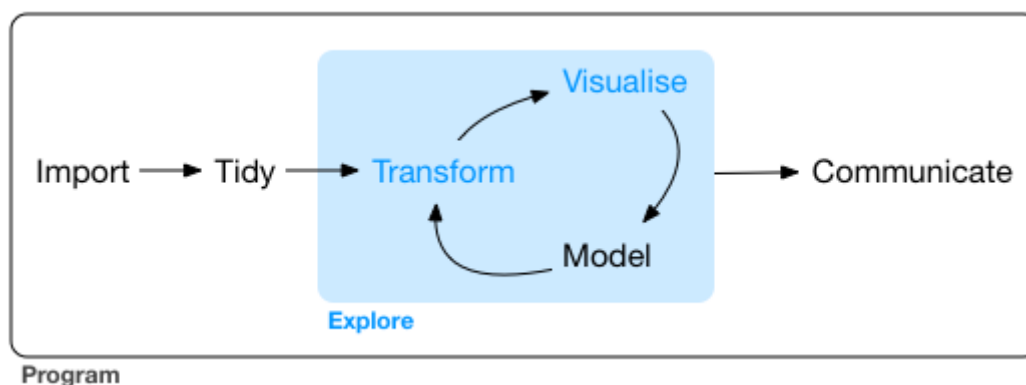 Visualise
Import
Tidy
Transform
Communicate
Model
Explore
Program